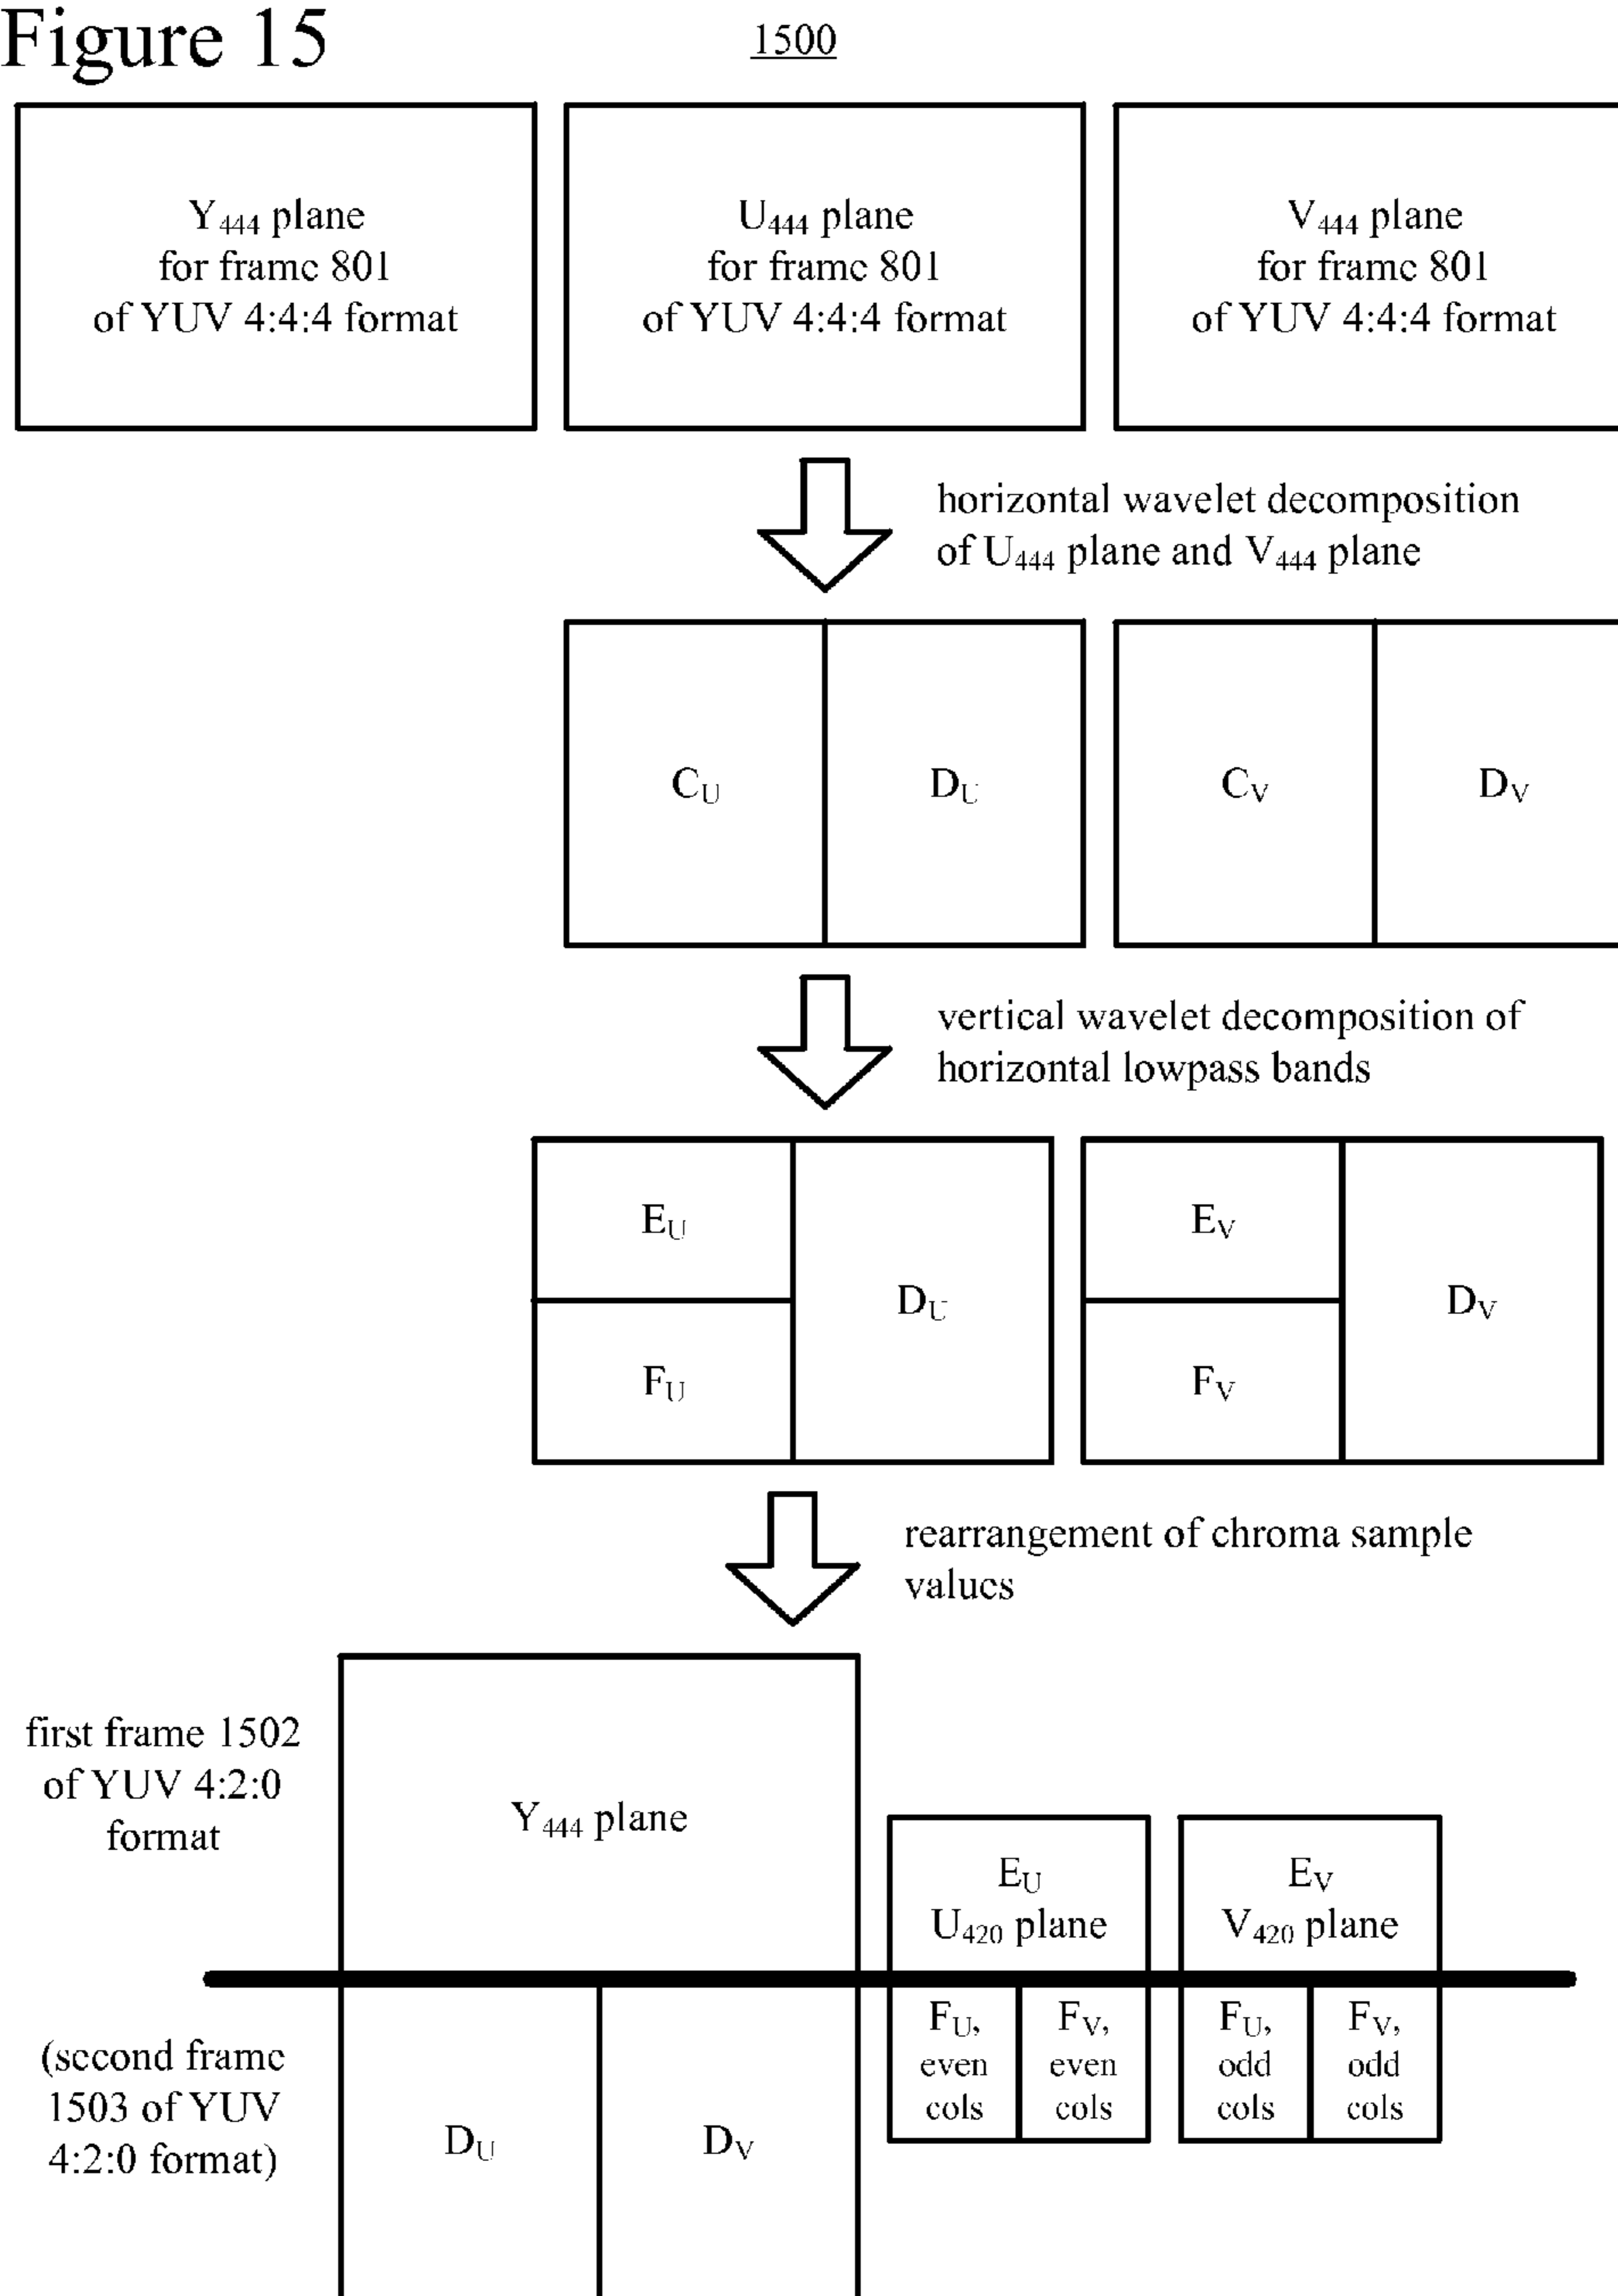 Figure 15
1500
Y444 plane
for frame 801
of YUV 4:4:4 format
U444 plane
for frame 801
of YUV 4:4:4 format
V444 plane
for frame 801
of YUV 4:4:4 format
horizontal wavelet decomposition
of U444 plane and V444 plane
CU
DU
CV
DV
vertical wavelet decomposition of
horizontal lowpass bands
EU
FU
DU
EV
FV
DV
rearrangement of chroma sample
values
first frame 1502
of YUV 4:2:0
format
Y444 plane
EU
U420 plane
EV
V420 plane
(second frame
1503 of YUV
4:2:0 format)
DU
DV
FU,
even
cols
FV,
even
cols
FU,
odd
cols
FV,
odd
cols